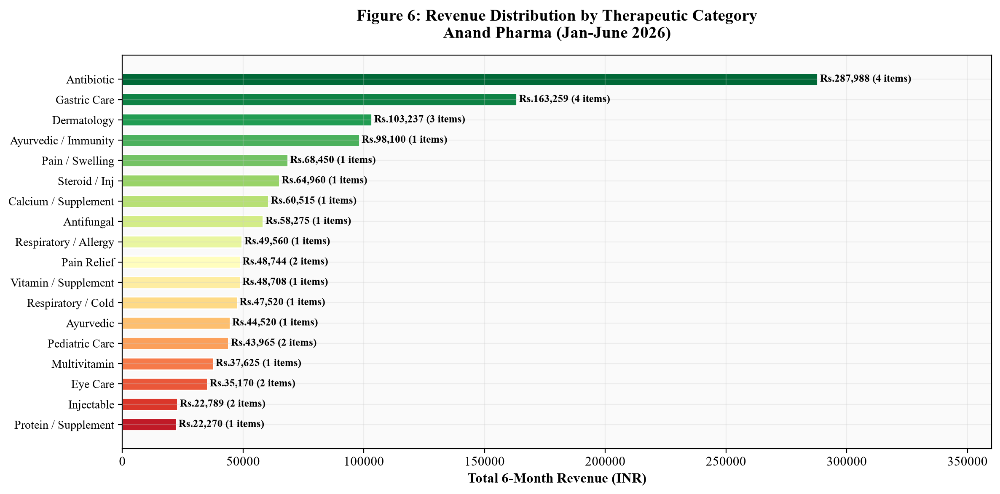 Figure 6: Revenue Distribution by Therapeutic Category
Anand Pharma (Jan-June 2026)
Antibiotic Rs.287,988 (4 items)
Gastric Care Rs.163,259 (4 items)
Dermatology Rs.103,237 (3 items)
Ayurvedic / Immunity Rs.98,100 (1 items)
Pain / Swelling Rs.68,450 (1 items)
Steroid / Inj Rs.64,960 (1 items)
Calcium / Supplement Rs.60,515 (1 items)
Antifungal Rs.58,275 (1 items)
Respiratory / Allergy Rs.49,560 (1 items)
Pain Relief Rs.48,744 (2 items)
Vitamin / Supplement Rs.48,708 (1 items)
Respiratory / Cold Rs.47,520 (1 items)
Ayurvedic Rs.44,520 (1 items)
Pediatric Care Rs.43,965 (2 items)
Multivitamin Rs.37,625 (1 items)
Eye Care Rs.35,170 (2 items)
Injectable Rs.22,789 (2 items)
Protein / Supplement Rs.22,270 (1 items)
0 50000 100000 150000 200000 250000 300000 350000
Total 6-Month Revenue (INR)